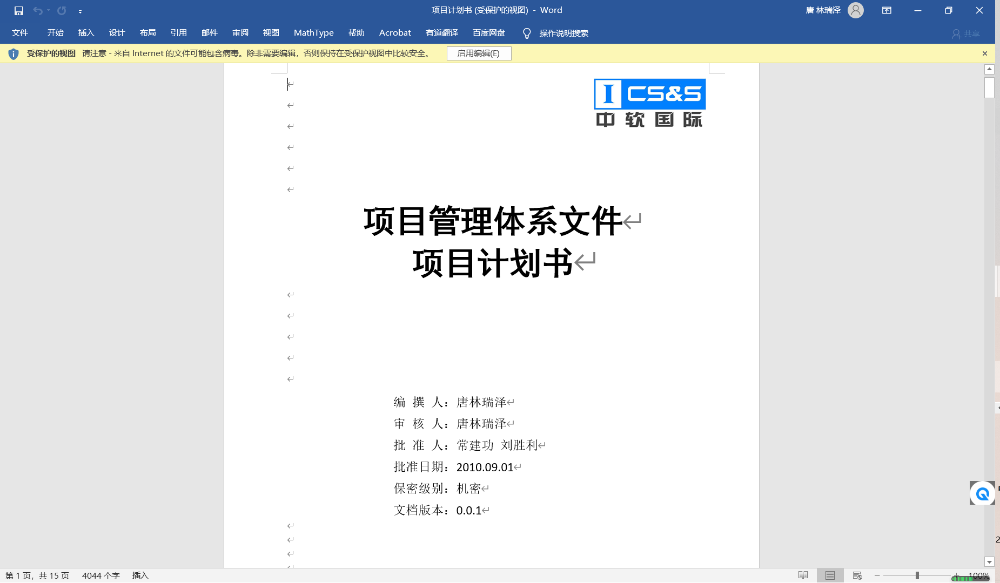 项目计划书 (受保护的视图) - Word
唐 林瑞泽
文件 开始 插入 设计 布局 引用 邮件 审阅 视图 MathType 帮助 Acrobat 有道翻译 百度网盘 操作说明搜索 共享
受保护的视图 请注意 - 来自 Internet 的文件可能包含病毒。除非需要编辑，否则保持在受保护视图中比较安全。 启用编辑(E)
I CS&S
中软国际
项目管理体系文件
项目计划书
编 撰 人：唐林瑞泽
审 核 人：唐林瑞泽
批 准 人：常建功 刘胜利
批准日期：2010.09.01
保密级别：机密
文档版本：0.0.1
第 1 页，共 15 页 4044 个字 插入 100%